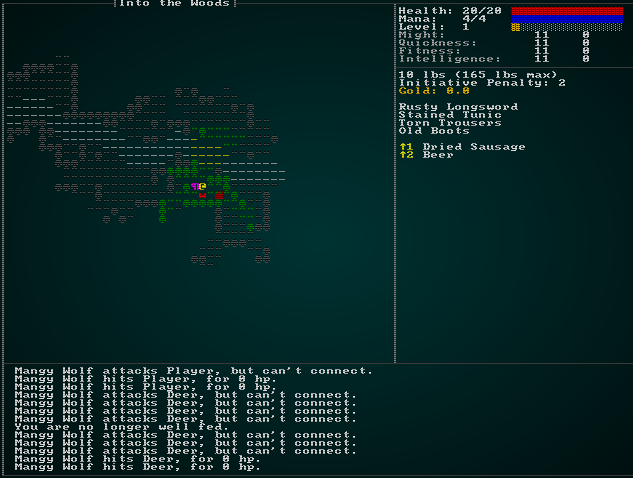 Into the Woods
Health: 20/20
Mana: 4/4
Level: 1
Might: 11 0
Quickness: 11 0
Fitness: 11 0
Intelligence: 11 0
10 lbs (165 lbs max)
Initiative Penalty: 2
Gold: 0.0
Rusty Longsword
Stained Tunic
Torn Trousers
Old Boots
↑1 Dried Sausage
↑2 Beer
Mangy Wolf attacks Player, but can't connect.
Mangy Wolf hits Player, for 0 hp.
Mangy Wolf hits Player, for 0 hp.
Mangy Wolf attacks Deer, but can't connect.
Mangy Wolf attacks Deer, but can't connect.
Mangy Wolf attacks Deer, but can't connect.
Mangy Wolf attacks Deer, but can't connect.
You are no longer well fed.
Mangy Wolf attacks Deer, but can't connect.
Mangy Wolf attacks Deer, but can't connect.
Mangy Wolf attacks Deer, but can't connect.
Mangy Wolf hits Deer, for 0 hp.
Mangy Wolf hits Deer, for 0 hp.